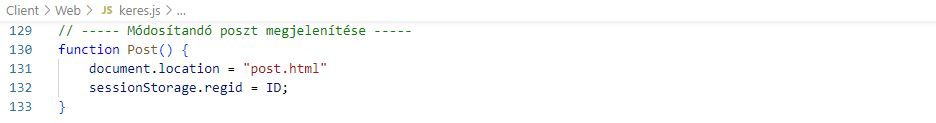 Client > Web > JS keres.js > ...
129 // ----- Módosítandó poszt megjelenítése -----
130 function Post() {
131 document.location = "post.html"
132 sessionStorage.regid = ID;
133 }